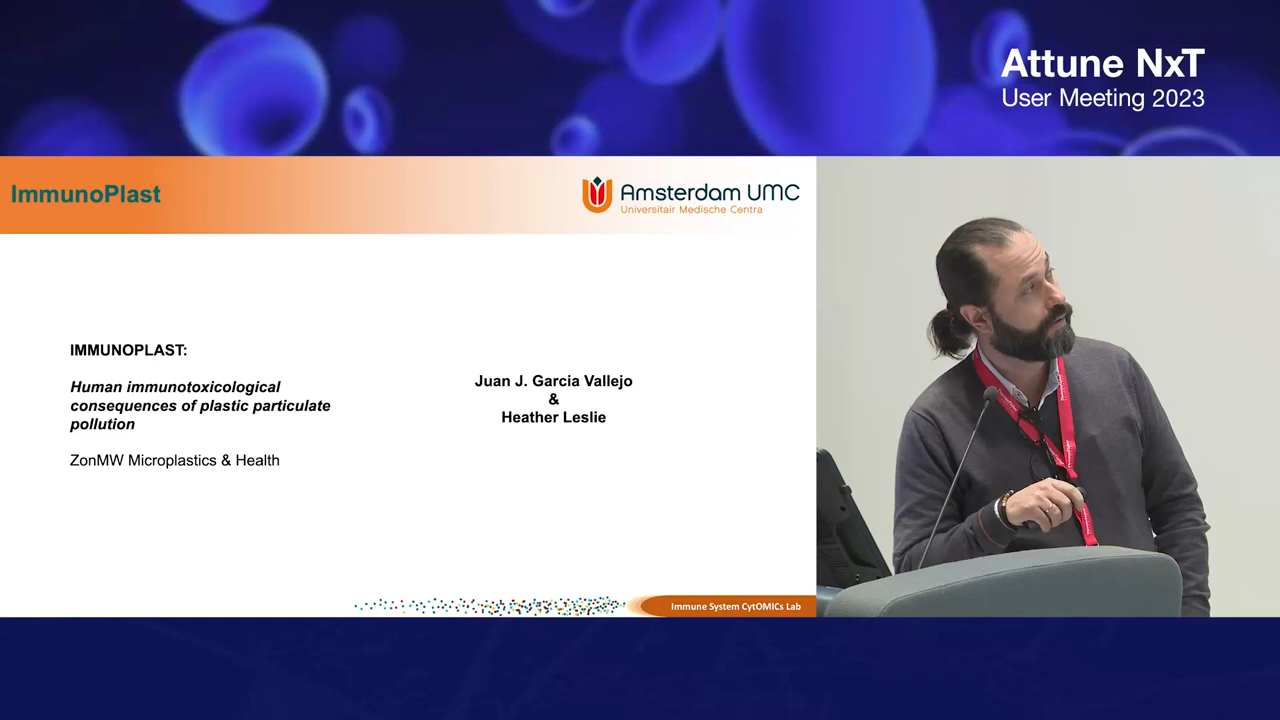 Attune NxT
User Meeting 2023
ImmunoPlast
Amsterdam UMC
Universitair Medische Centra
IMMUNOPLAST:
Human immunotoxicological
consequences of plastic particulate
pollution
ZonMW Microplastics & Health
Juan J. Garcia Vallejo
&
Heather Leslie
Immune System CytOMICs Lab